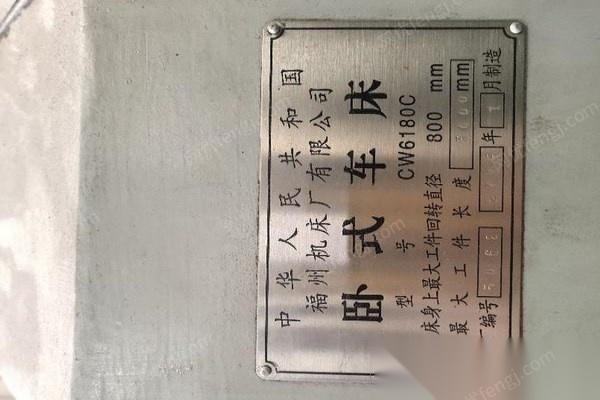 中华人民共和国
福州机床厂有限公司
卧式车床
型号 CW6180C
床身上最大工件回转直径 800 mm
最大工件长度 3000 mm
编号 5068 年 月制造